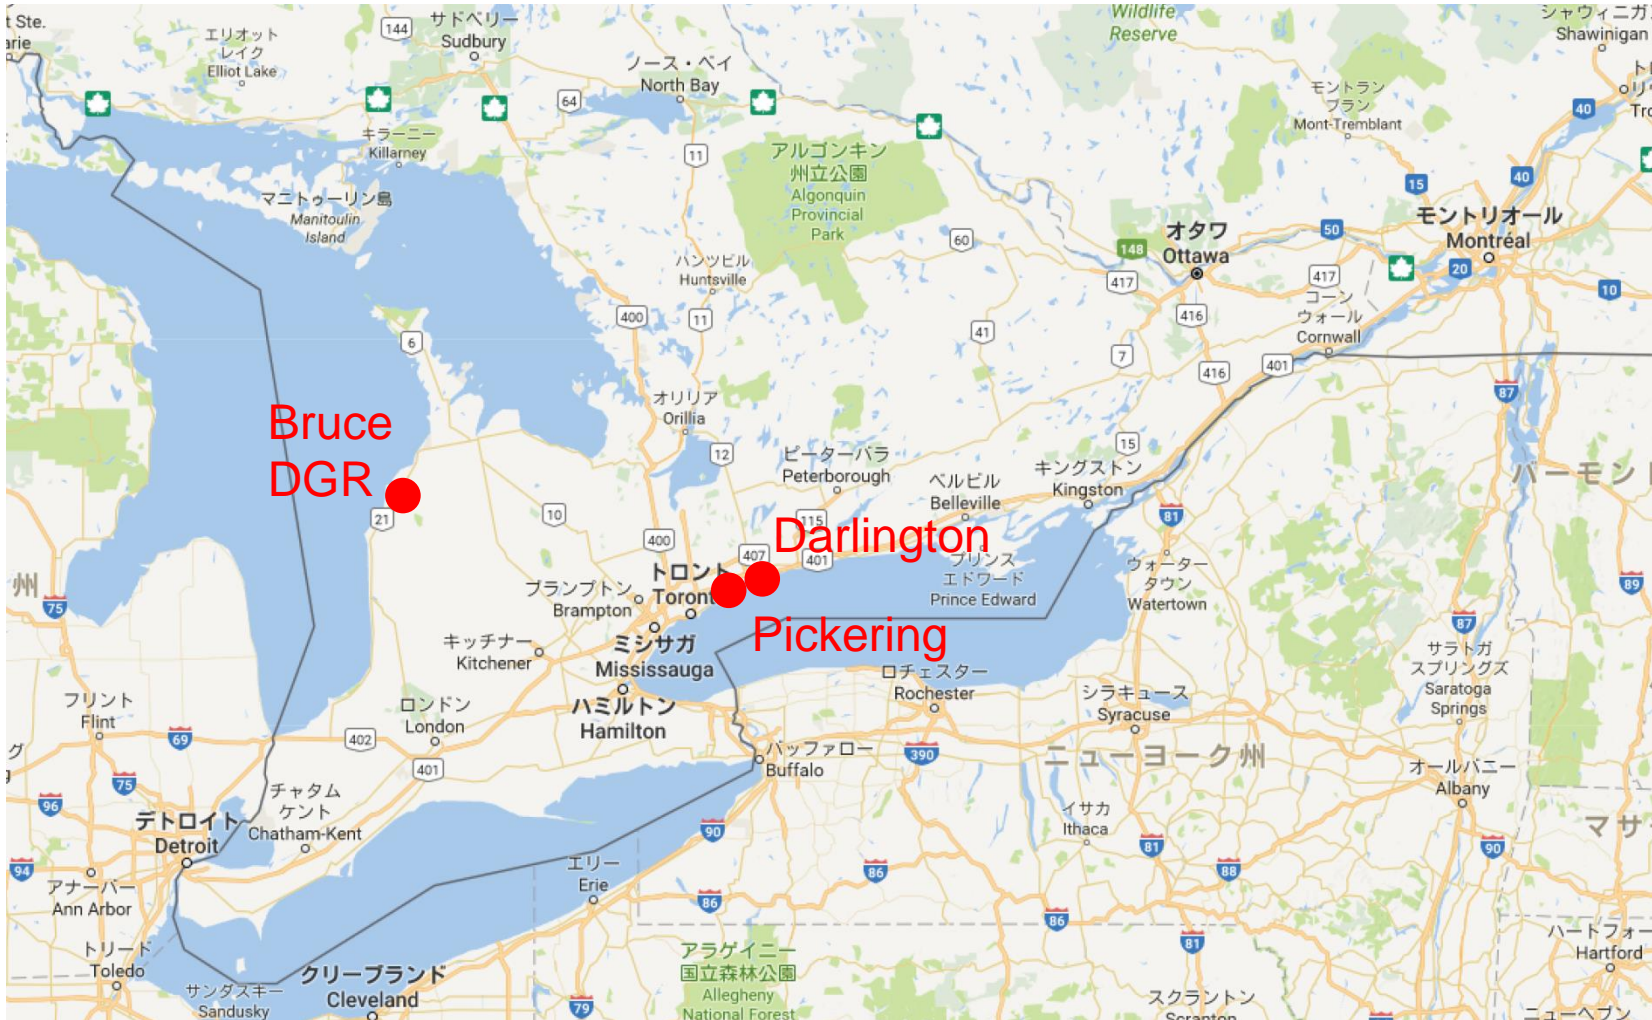 t Ste.
arie
エリオット
レイク
Elliot Lake
144
サドベリー
Sudbury
ノース・ベイ
North Bay
64
Wildlife
Reserve
シャウィニガ
Shawinigan
モントラン
ブラン
Mont-Tremblant
40
トロ
Tro
キラーニー
Killarney
11
アルゴンキン
州立公園
Algonquin
Provincial
Park
マニトゥーリン島
Manitoulin
Island
15
40
モントリオール
Montréal
オタワ
Ottawa
50
148
60
417
417
20
10
ハンツビル
Huntsville
400
11
6
41
416
コーン
ウォール
Cornwall
7
416
401
87
Bruce
DGR
21
オリリア
Orillia
12
ピーターバラ
Peterborough
ベルビル
Belleville
キングストン
Kingston
15
81
バーモント
10
400
115
407
401
Darlington
プリンス
エドワード
Prince Edward
ウォーター
タウン
Watertown
州
75
トロント
Toront
ブランプトン
Brampton
Pickering
89
87
キッチナー
Kitchener
ミシサガ
Mississauga
サラトガ
スプリングズ
Saratoga
Springs
フリント
Flint
69
ロンドン
London
402
401
ハミルトン
Hamilton
ロチェスター
Rochester
シラキュース
Syracuse
グ
75
バッファロー
Buffalo
390
ニューヨーク州
オールバニー
Albany
96
チャタム
ケント
Chatham-Kent
デトロイト
Detroit
90
イサカ
Ithaca
81
90
マサ
94
アナーバー
Ann Arbor
エリー
Erie
86
86
88
86
トリード
Toledo
サンダスキー
Sandusky
クリーブランド
Cleveland
79
アラゲイニー
国立森林公園
Allegheny
National Forest
81
スクラントン
Scranton
ハートフォー
Hartford
ニューヘブン